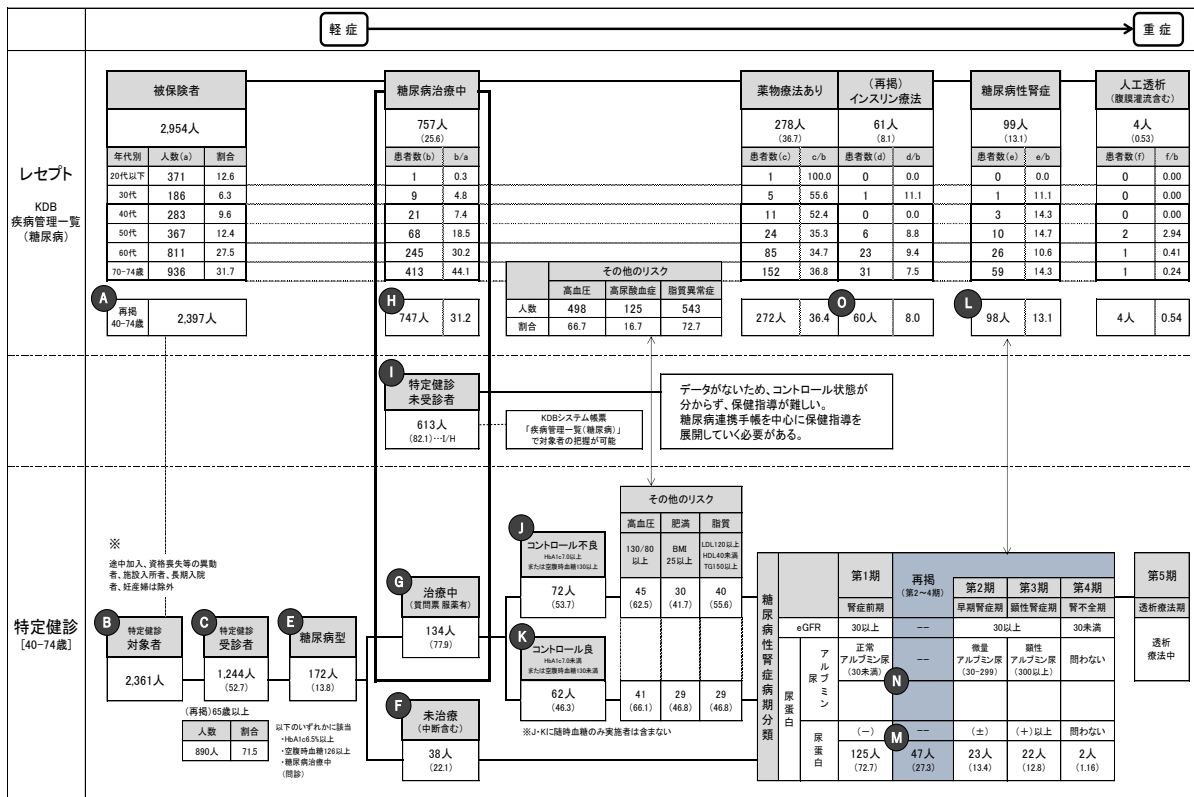 軽症
重症
レセプト
KDB
疾病管理一覧
(糖尿病)
被保険者
2,954人
年代別 人数(a) 割合
20代以下 371 12.6
30代 186 6.3
40代 283 9.6
50代 367 12.4
60代 811 27.5
70-74歳 936 31.7
A
再掲
40-74歳
2,397人
糖尿病治療中
757人
(25.6)
患者数(b) b/a
1 0.3
9 4.8
21 7.4
68 18.5
245 30.2
413 44.1
H
747人 31.2
その他のリスク
高血圧 高尿酸血症 脂質異常症
人数 498 125 543
割合 66.7 16.7 72.7
薬物療法あり
278人
(36.7)
患者数(c) c/b
1 100.0
5 55.6
11 52.4
24 35.3
85 34.7
152 36.8
272人 36.4
(再掲)
インスリン療法
61人
(8.1)
患者数(d) d/b
0 0.0
1 11.1
0 0.0
6 8.8
23 9.4
31 7.5
O
60人 8.0
糖尿病性腎症
99人
(13.1)
患者数(e) e/b
0 0.0
1 11.1
3 14.3
10 14.7
26 10.6
59 14.3
L
98人 13.1
人工透析
(腹膜灌流含む)
4人
(0.53)
患者数(f) f/b
0 0.00
0 0.00
0 0.00
2 2.94
1 0.41
1 0.24
4人 0.54
I
特定健診
未受診者
613人
(82.1)…I/H
KDBシステム帳票
「疾病管理一覧(糖尿病)」
で対象者の把握が可能
データがないため、コントロール状態が
分からず、保健指導が難しい。
糖尿病連携手帳を中心に保健指導を
展開していく必要がある。
特定健診
[40-74歳]
※
途中加入、資格喪失等の異動
者、施設入所者、長期入院
者、妊産婦は除外
B
特定健診
対象者
2,361人
C
特定健診
受診者
1,244人
(52.7)
(再掲)65歳以上
人数 割合
890人 71.5
E
糖尿病型
172人
(13.8)
以下のいずれかに該当
・HbA1c6.5%以上
・空腹時血糖126以上
・糖尿病治療中
(問診)
G
治療中
(質問票 服薬有)
134人
(77.9)
F
未治療
(中断含む)
38人
(22.1)
J
コントロール不良
HbA1c7.0以上
または空腹時血糖130以上
72人
(53.7)
K
コントロール良
HbA1c7.0未満
または空腹時血糖130未満
62人
(46.3)
※J・Kに随時血糖のみ実施者は含まない
その他のリスク
高血圧 肥満 脂質
130/80
以上
BMI
25以上
LDL120以上
HDL40未満
TG150以上
45 30 40
(62.5) (41.7) (55.6)
41 29 29
(66.1) (46.8) (46.8)
糖尿病性腎症病期分類
第1期
再掲
(第2~4期)
第2期 第3期 第4期
腎症前期 早期腎症期 顕性腎症期 腎不全期
eGFR 30以上 -- 30以上 30未満
尿蛋白
アルブミン尿
正常
アルブミン尿
(30未満)
--
微量
アルブミン尿
(30-299)
顕性
アルブミン尿
(300以上)
問わない
N
尿蛋白
(-) (±) (+)以上 問わない
M
125人 47人 23人 22人 2人
(72.7) (27.3) (13.4) (12.8) (1.16)
第5期
透析療法期
透析
療法中